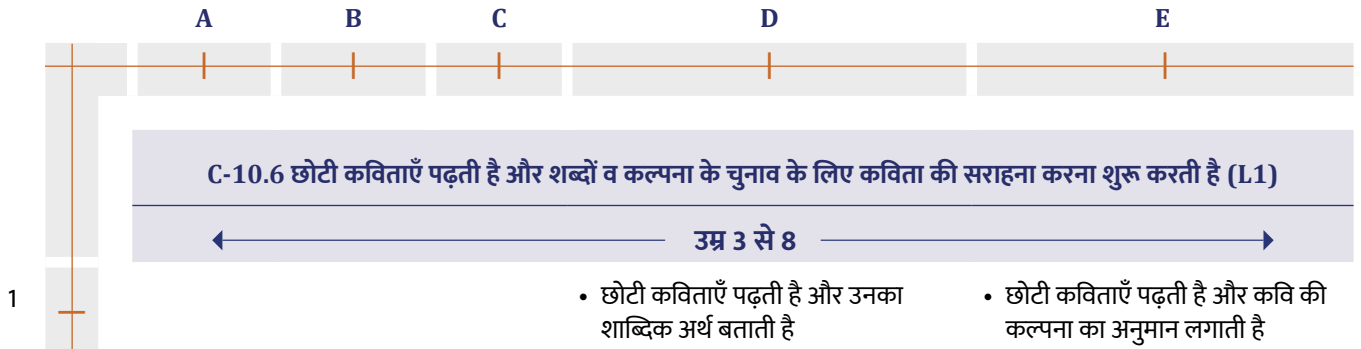 A B C D E
C-10.6 छोटी कविताएँ पढ़ती है और शब्दों व कल्पना के चुनाव के लिए कविता की सराहना करना शुरू करती है (L1)
उम्र 3 से 8
1
• छोटी कविताएँ पढ़ती है और उनका
शाब्दिक अर्थ बताती है
• छोटी कविताएँ पढ़ती है और कवि की
कल्पना का अनुमान लगाती है